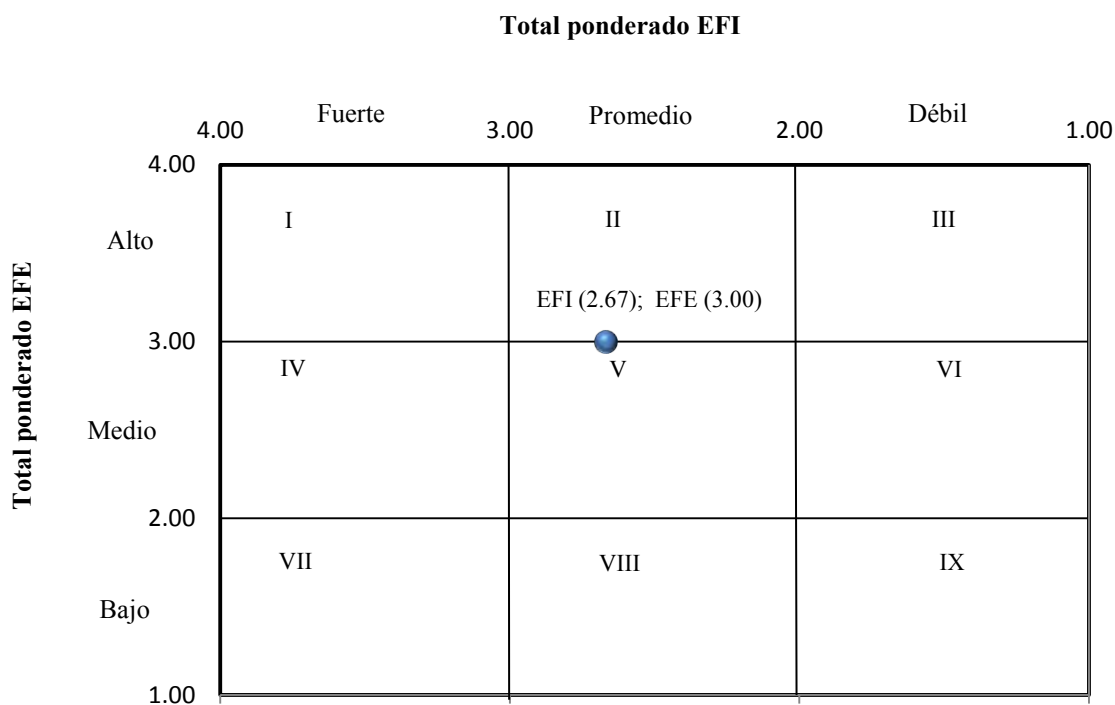 Total ponderado EFI
Fuerte Promedio Débil
4.00 3.00 2.00 1.00
4.00
I II III
Alto
EFI (2.67); EFE (3.00)
3.00
IV V VI
Total ponderado EFE
Medio
2.00
VII VIII IX
Bajo
1.00